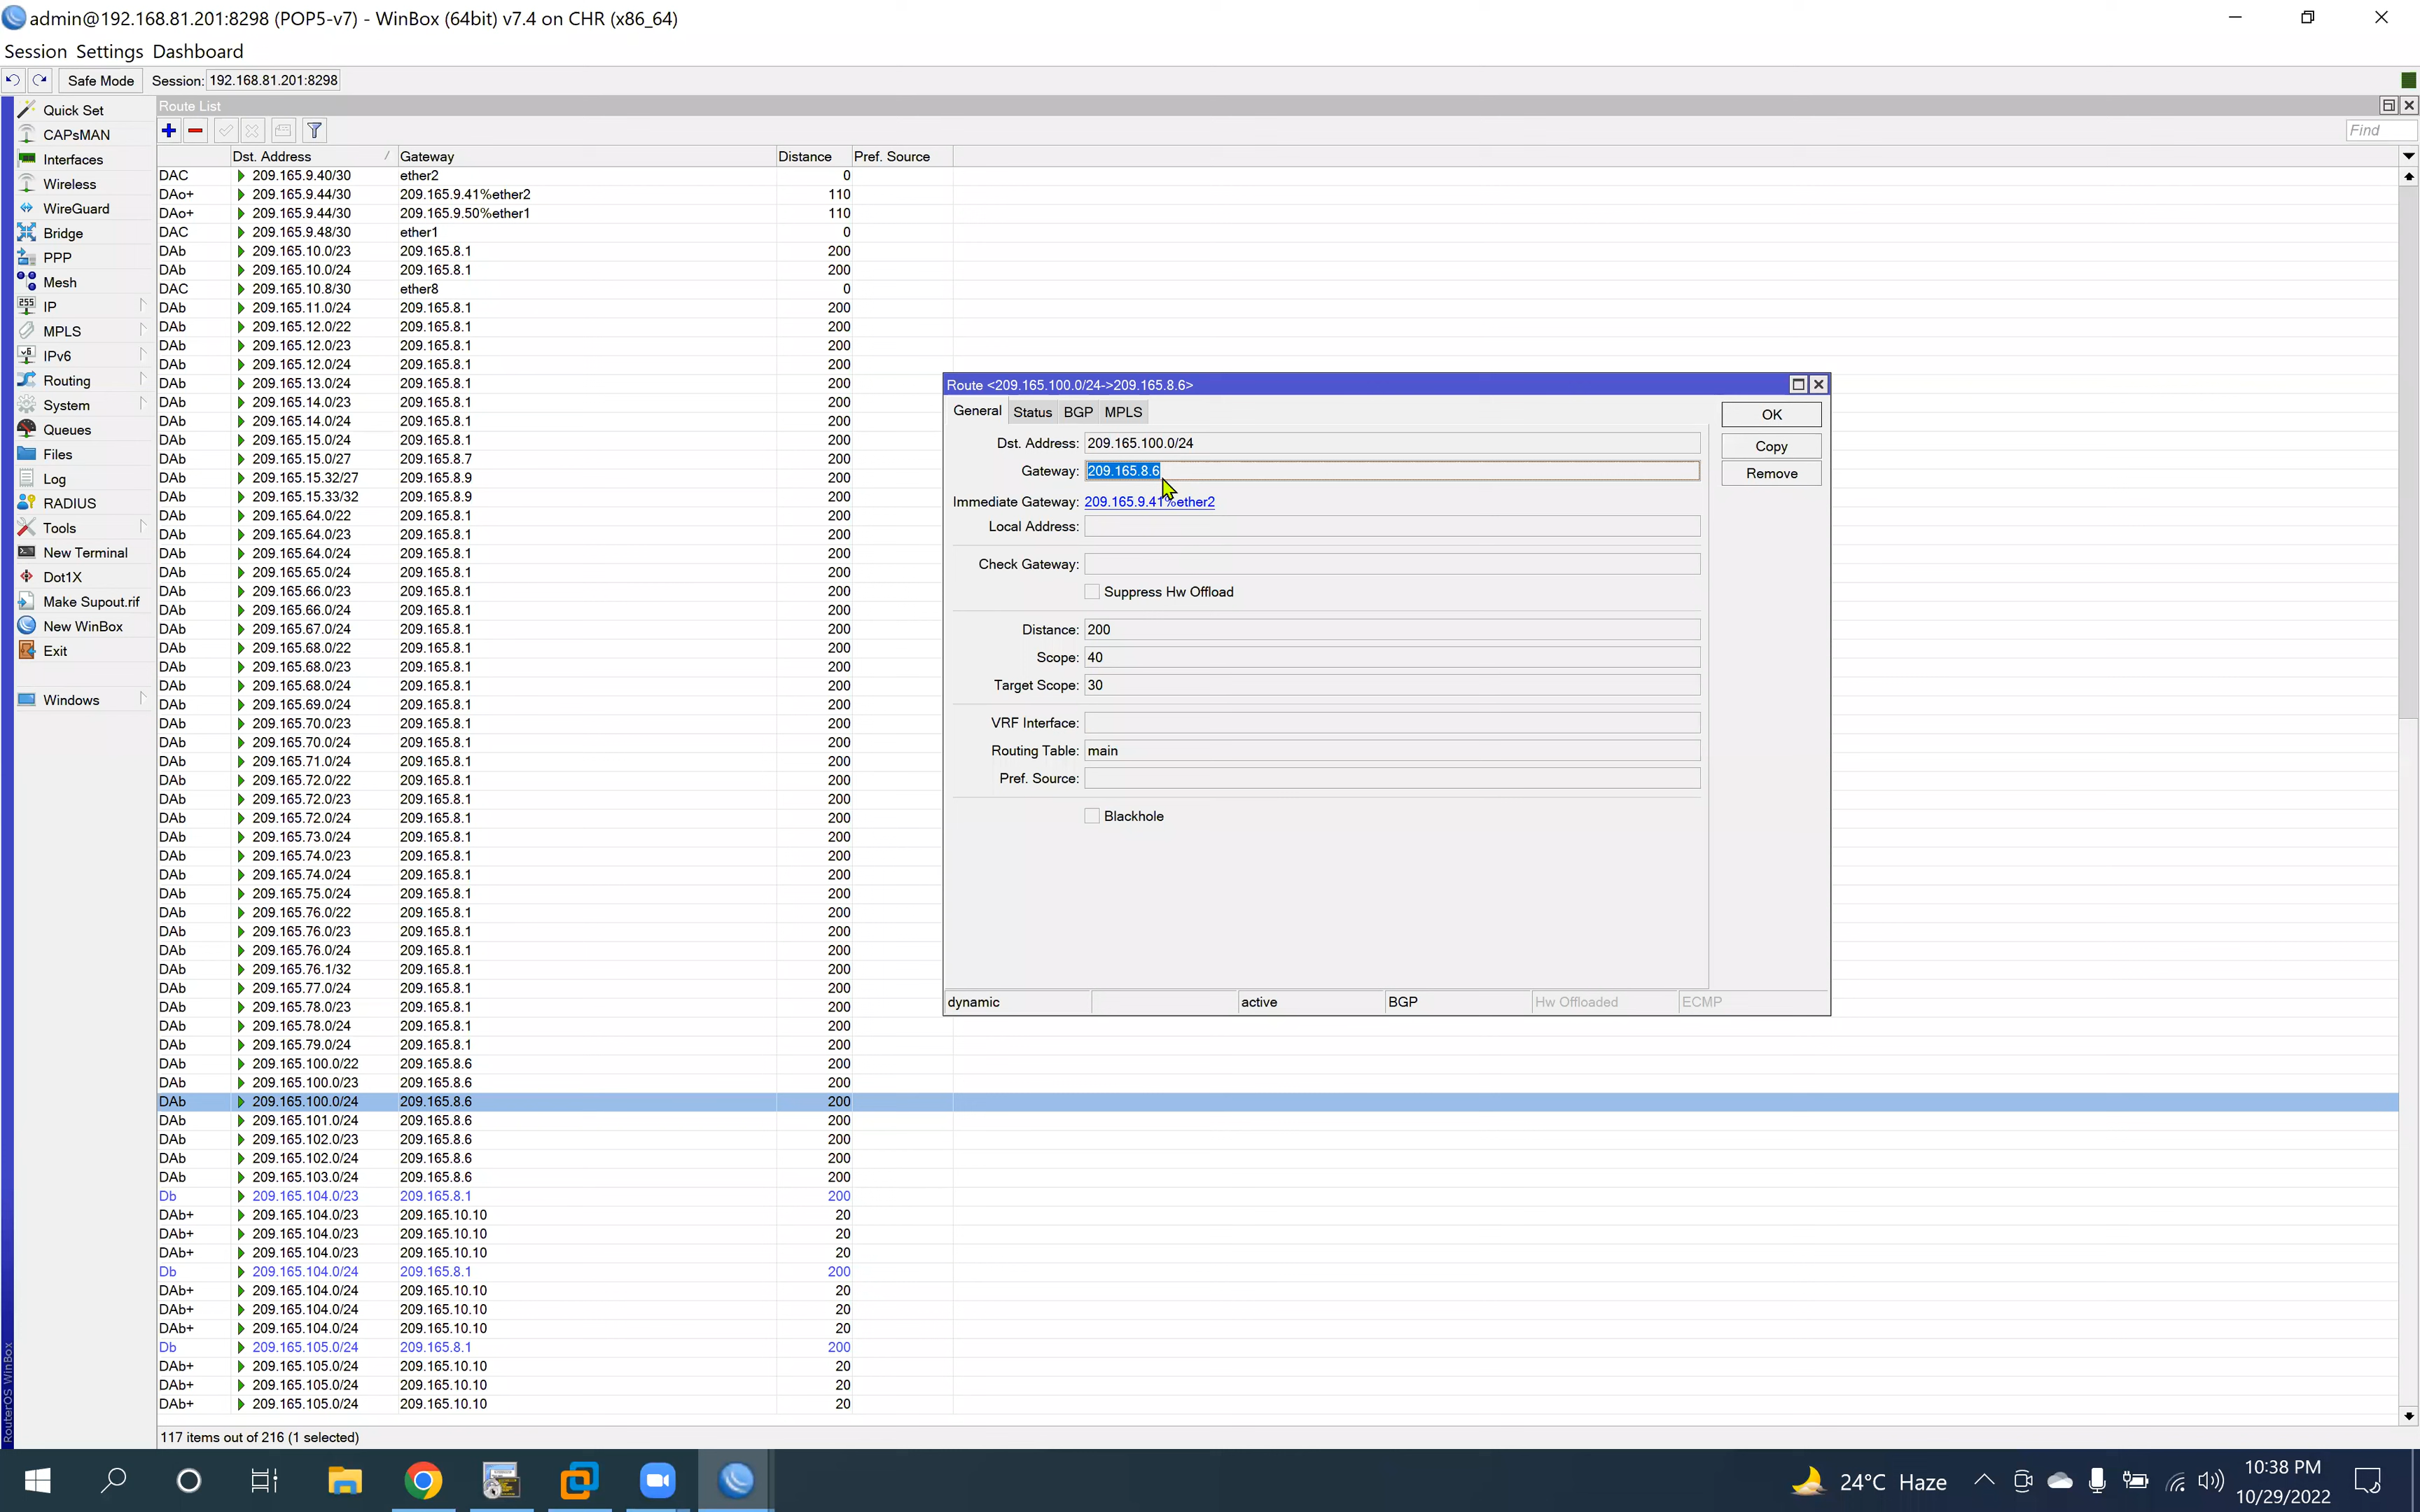 admin@192.168.81.201:8298 (POP5-v7) - WinBox (64bit) v7.4 on CHR (x86_64)
Session Settings Dashboard
Safe Mode Session: 192.168.81.201:8298
Quick Set
CAPsMAN
Interfaces
Wireless
WireGuard
Bridge
PPP
Mesh
IP
MPLS
IPv6
Routing
System
Queues
Files
Log
RADIUS
Tools
New Terminal
Dot1X
Make Supout.rif
New WinBox
Exit
Windows
RouterOS WinBox
Route List
Find
Dst. Address / Gateway Distance Pref. Source
DAC 209.165.9.40/30 ether2 0
DAo+ 209.165.9.44/30 209.165.9.41%ether2 110
DAo+ 209.165.9.44/30 209.165.9.50%ether1 110
DAC 209.165.9.48/30 ether1 0
DAb 209.165.10.0/23 209.165.8.1 200
DAb 209.165.10.0/24 209.165.8.1 200
DAC 209.165.10.8/30 ether8 0
DAb 209.165.11.0/24 209.165.8.1 200
DAb 209.165.12.0/22 209.165.8.1 200
DAb 209.165.12.0/23 209.165.8.1 200
DAb 209.165.12.0/24 209.165.8.1 200
DAb 209.165.13.0/24 209.165.8.1 200
DAb 209.165.14.0/23 209.165.8.1 200
DAb 209.165.14.0/24 209.165.8.1 200
DAb 209.165.15.0/24 209.165.8.1 200
DAb 209.165.15.0/27 209.165.8.7 200
DAb 209.165.15.32/27 209.165.8.9 200
DAb 209.165.15.33/32 209.165.8.9 200
DAb 209.165.64.0/22 209.165.8.1 200
DAb 209.165.64.0/23 209.165.8.1 200
DAb 209.165.64.0/24 209.165.8.1 200
DAb 209.165.65.0/24 209.165.8.1 200
DAb 209.165.66.0/23 209.165.8.1 200
DAb 209.165.66.0/24 209.165.8.1 200
DAb 209.165.67.0/24 209.165.8.1 200
DAb 209.165.68.0/22 209.165.8.1 200
DAb 209.165.68.0/23 209.165.8.1 200
DAb 209.165.68.0/24 209.165.8.1 200
DAb 209.165.69.0/24 209.165.8.1 200
DAb 209.165.70.0/23 209.165.8.1 200
DAb 209.165.70.0/24 209.165.8.1 200
DAb 209.165.71.0/24 209.165.8.1 200
DAb 209.165.72.0/22 209.165.8.1 200
DAb 209.165.72.0/23 209.165.8.1 200
DAb 209.165.72.0/24 209.165.8.1 200
DAb 209.165.73.0/24 209.165.8.1 200
DAb 209.165.74.0/23 209.165.8.1 200
DAb 209.165.74.0/24 209.165.8.1 200
DAb 209.165.75.0/24 209.165.8.1 200
DAb 209.165.76.0/22 209.165.8.1 200
DAb 209.165.76.0/23 209.165.8.1 200
DAb 209.165.76.0/24 209.165.8.1 200
DAb 209.165.76.1/32 209.165.8.1 200
DAb 209.165.77.0/24 209.165.8.1 200
DAb 209.165.78.0/23 209.165.8.1 200
DAb 209.165.78.0/24 209.165.8.1 200
DAb 209.165.79.0/24 209.165.8.1 200
DAb 209.165.100.0/22 209.165.8.6 200
DAb 209.165.100.0/23 209.165.8.6 200
DAb 209.165.100.0/24 209.165.8.6 200
DAb 209.165.101.0/24 209.165.8.6 200
DAb 209.165.102.0/23 209.165.8.6 200
DAb 209.165.102.0/24 209.165.8.6 200
DAb 209.165.103.0/24 209.165.8.6 200
Db 209.165.104.0/23 209.165.8.1 200
DAb+ 209.165.104.0/23 209.165.10.10 20
DAb+ 209.165.104.0/23 209.165.10.10 20
DAb+ 209.165.104.0/23 209.165.10.10 20
Db 209.165.104.0/24 209.165.8.1 200
DAb+ 209.165.104.0/24 209.165.10.10 20
DAb+ 209.165.104.0/24 209.165.10.10 20
DAb+ 209.165.104.0/24 209.165.10.10 20
Db 209.165.105.0/24 209.165.8.1 200
DAb+ 209.165.105.0/24 209.165.10.10 20
DAb+ 209.165.105.0/24 209.165.10.10 20
DAb+ 209.165.105.0/24 209.165.10.10 20
117 items out of 216 (1 selected)
Route <209.165.100.0/24->209.165.8.6>
General Status BGP MPLS
Dst. Address: 209.165.100.0/24
Gateway: 209.165.8.6
Immediate Gateway: 209.165.9.41%ether2
Local Address:
Check Gateway:
Suppress Hw Offload
Distance: 200
Scope: 40
Target Scope: 30
VRF Interface:
Routing Table: main
Pref. Source:
Blackhole
OK
Copy
Remove
dynamic active BGP Hw Offloaded ECMP
24°C Haze
10:38 PM
10/29/2022